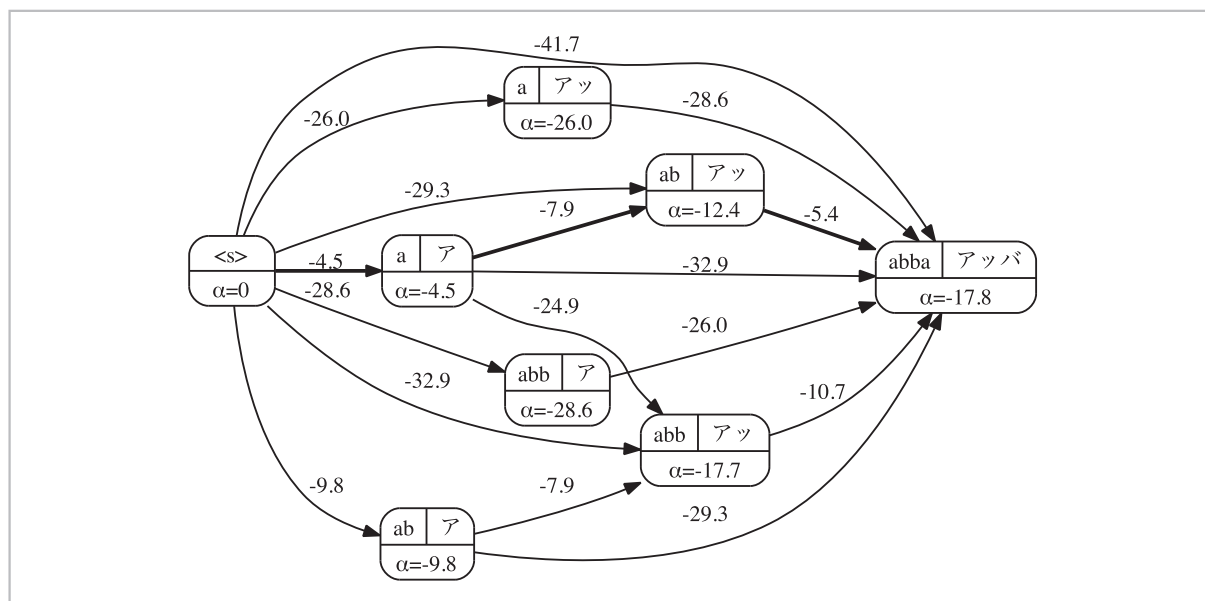 -41.7
a アッ
α=-26.0
-26.0
-28.6
-29.3
ab アッ
α=-12.4
-7.9
-5.4
<s>
α=0
-4.5
a ア
α=-4.5
-32.9
abba アッバ
α=-17.8
-28.6
-24.9
-26.0
abb ア
α=-28.6
-32.9
-10.7
abb アッ
α=-17.7
-9.8
-7.9
-29.3
ab ア
α=-9.8